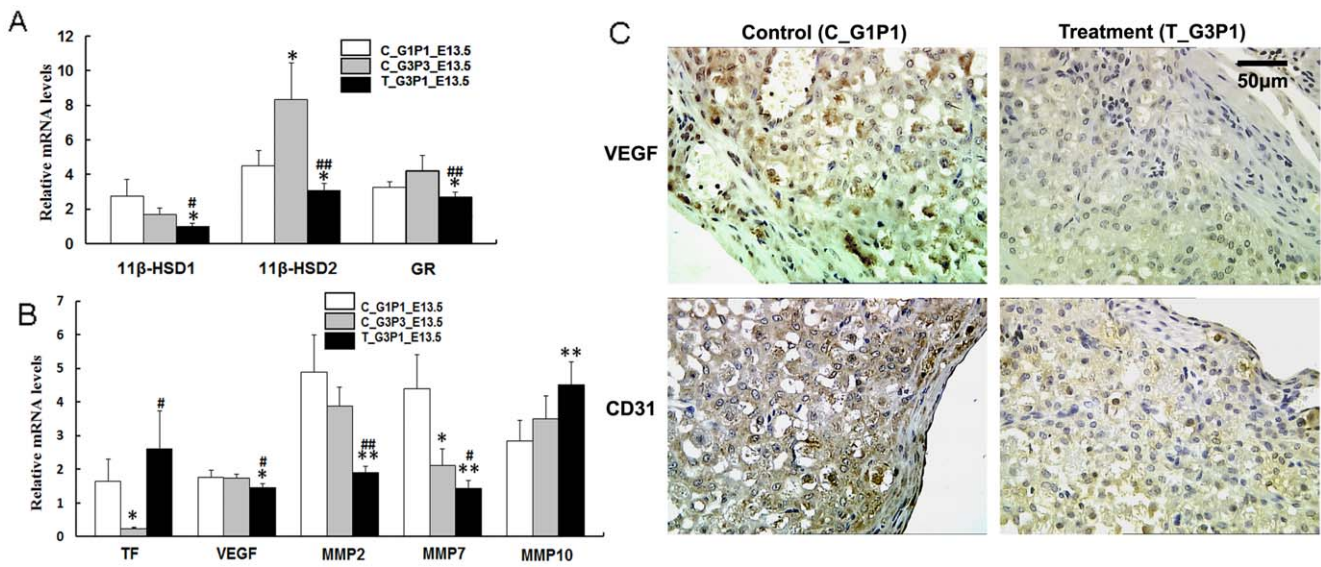 A
Relative mRNA levels
12
10
8
6
4
2
0
C_G1P1_E13.5
C_G3P3_E13.5
T_G3P1_E13.5
#
*
*
##
*
##
*
11β-HSD1 11β-HSD2 GR
B
Relative mRNA levels
7
6
5
4
3
2
1
0
C_G1P1_E13.5
C_G3P3_E13.5
T_G3P1_E13.5
*
#
#
*
##
**
*
#
**
**
TF VEGF MMP2 MMP7 MMP10
C
Control (C_G1P1) Treatment (T_G3P1)
50µm
VEGF
CD31